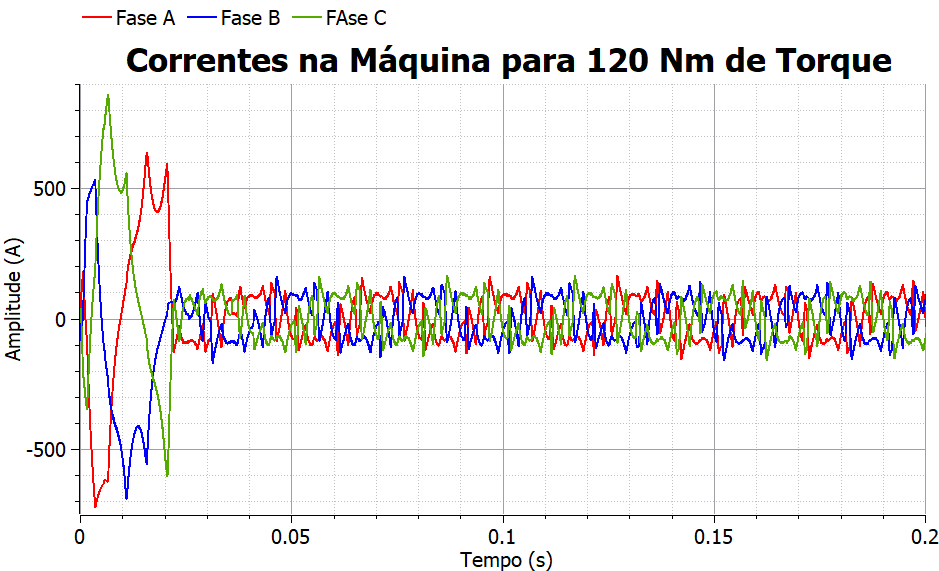 Fase A Fase B FAse C
Correntes na Máquina para 120 Nm de Torque
Amplitude (A)
500
0
-500
0 0.05 0.1 0.15 0.2
Tempo (s)